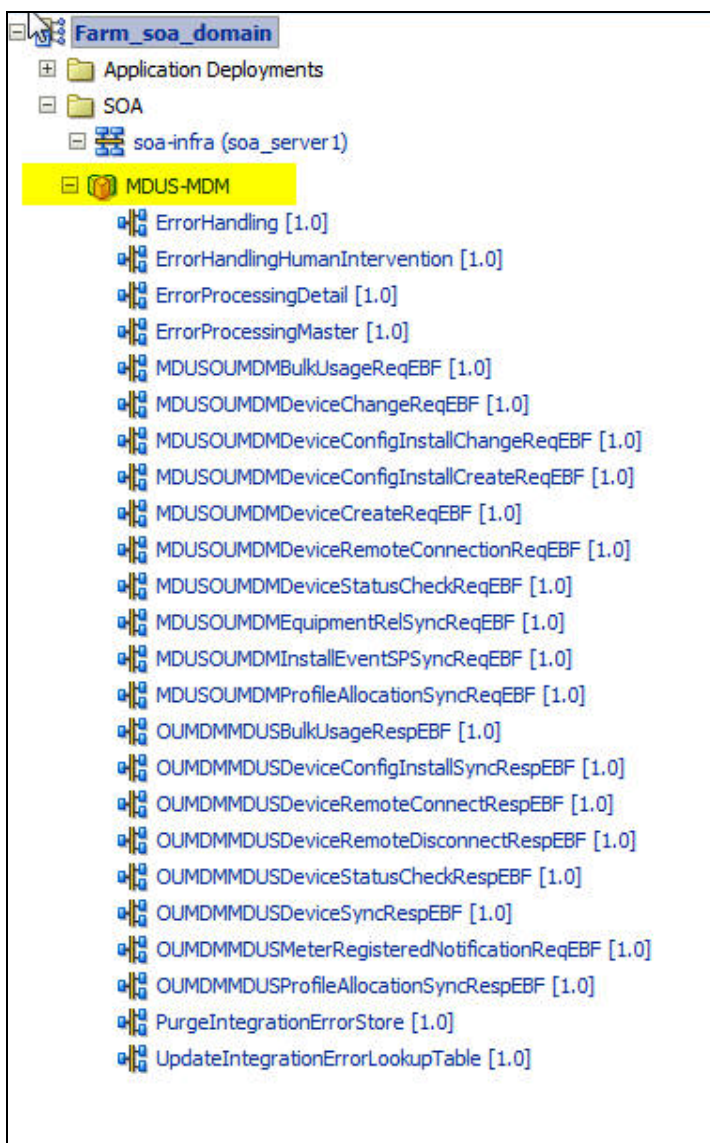 Farm_soa_domain
Application Deployments
SOA
soa-infra (soa_server1)
MDUS-MDM
ErrorHandling [1.0]
ErrorHandlingHumanIntervention [1.0]
ErrorProcessingDetail [1.0]
ErrorProcessingMaster [1.0]
MDUSOUMDMBulkUsageReqEBF [1.0]
MDUSOUMDMDeviceChangeReqEBF [1.0]
MDUSOUMDMDeviceConfigInstallChangeReqEBF [1.0]
MDUSOUMDMDeviceConfigInstallCreateReqEBF [1.0]
MDUSOUMDMDeviceCreateReqEBF [1.0]
MDUSOUMDMDeviceRemoteConnectionReqEBF [1.0]
MDUSOUMDMDeviceStatusCheckReqEBF [1.0]
MDUSOUMDMEquipmentRelSyncReqEBF [1.0]
MDUSOUMDMInstallEventSPSyncReqEBF [1.0]
MDUSOUMDMProfileAllocationSyncReqEBF [1.0]
OUMDMMDUSBulkUsageRespEBF [1.0]
OUMDMMDUSDeviceConfigInstallSyncRespEBF [1.0]
OUMDMMDUSDeviceRemoteConnectRespEBF [1.0]
OUMDMMDUSDeviceRemoteDisconnectRespEBF [1.0]
OUMDMMDUSDeviceStatusCheckRespEBF [1.0]
OUMDMMDUSDeviceSyncRespEBF [1.0]
OUMDMMDUSMeterRegisteredNotificationReqEBF [1.0]
OUMDMMDUSProfileAllocationSyncRespEBF [1.0]
PurgeIntegrationErrorStore [1.0]
UpdateIntegrationErrorLookupTable [1.0]